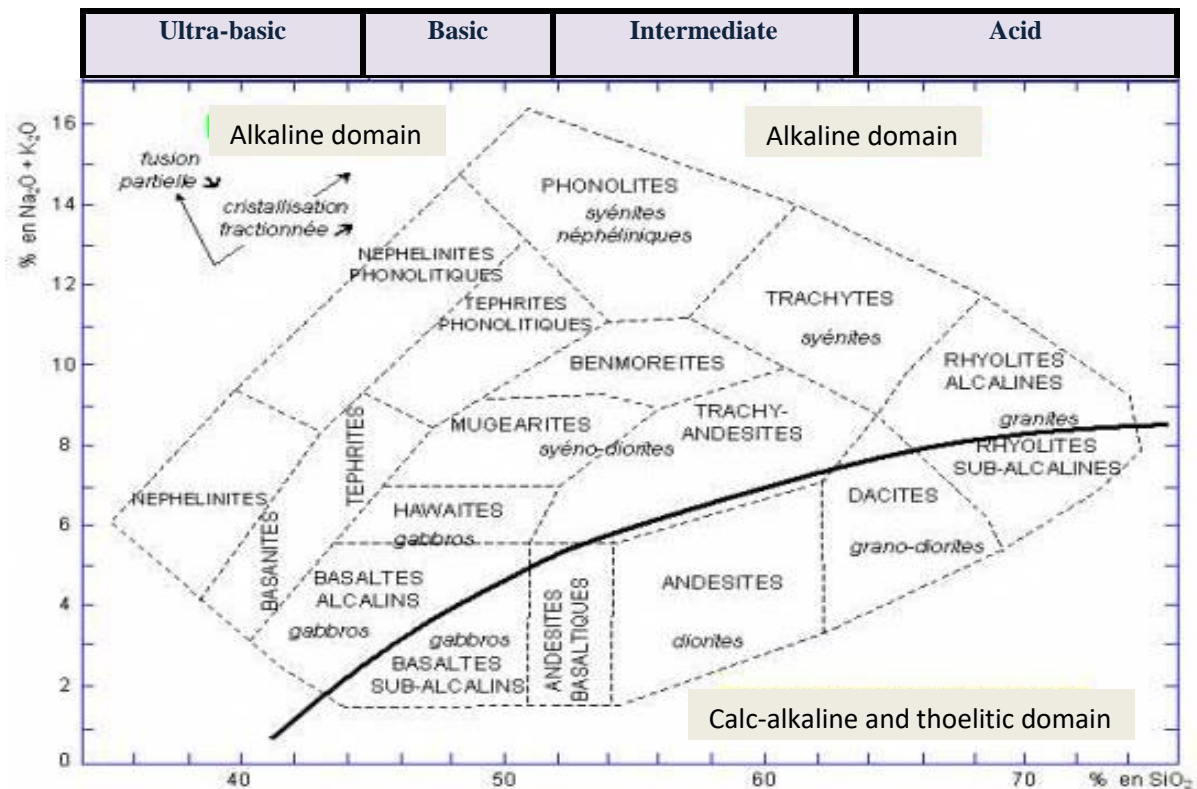 Ultra-basic
Basic
Intermediate
Acid
% en Na₂O + K₂O
16
14
12
10
8
6
4
2
0
Alkaline domain
Alkaline domain
fusion
partielle ↘
cristallisation
fractionnée ↗
PHONOLITES
syénites
néphéliniques
NEPHELINITES
PHONOLITIQUES
TEPHRITES
PHONOLITIQUES
TRACHYTES
syénites
BENMOREITES
RHYOLITES
ALCALINES
granites
MUGEARITES
syéno-diorites
TRACHY-
ANDESITES
TEPHRITES
RHYOLITES
SUB-ALCALINES
NEPHELINITES
HAWAITES
gabbros
DACITES
grano-diorites
BASANITES
BASALTES
ALCALINS
gabbros
gabbros
BASALTES
SUB-ALCALINS
ANDESITES
BASALTIQUES
ANDESITES
diorites
Calc-alkaline and thoelitic domain
40
50
60
70
% en SiO₂